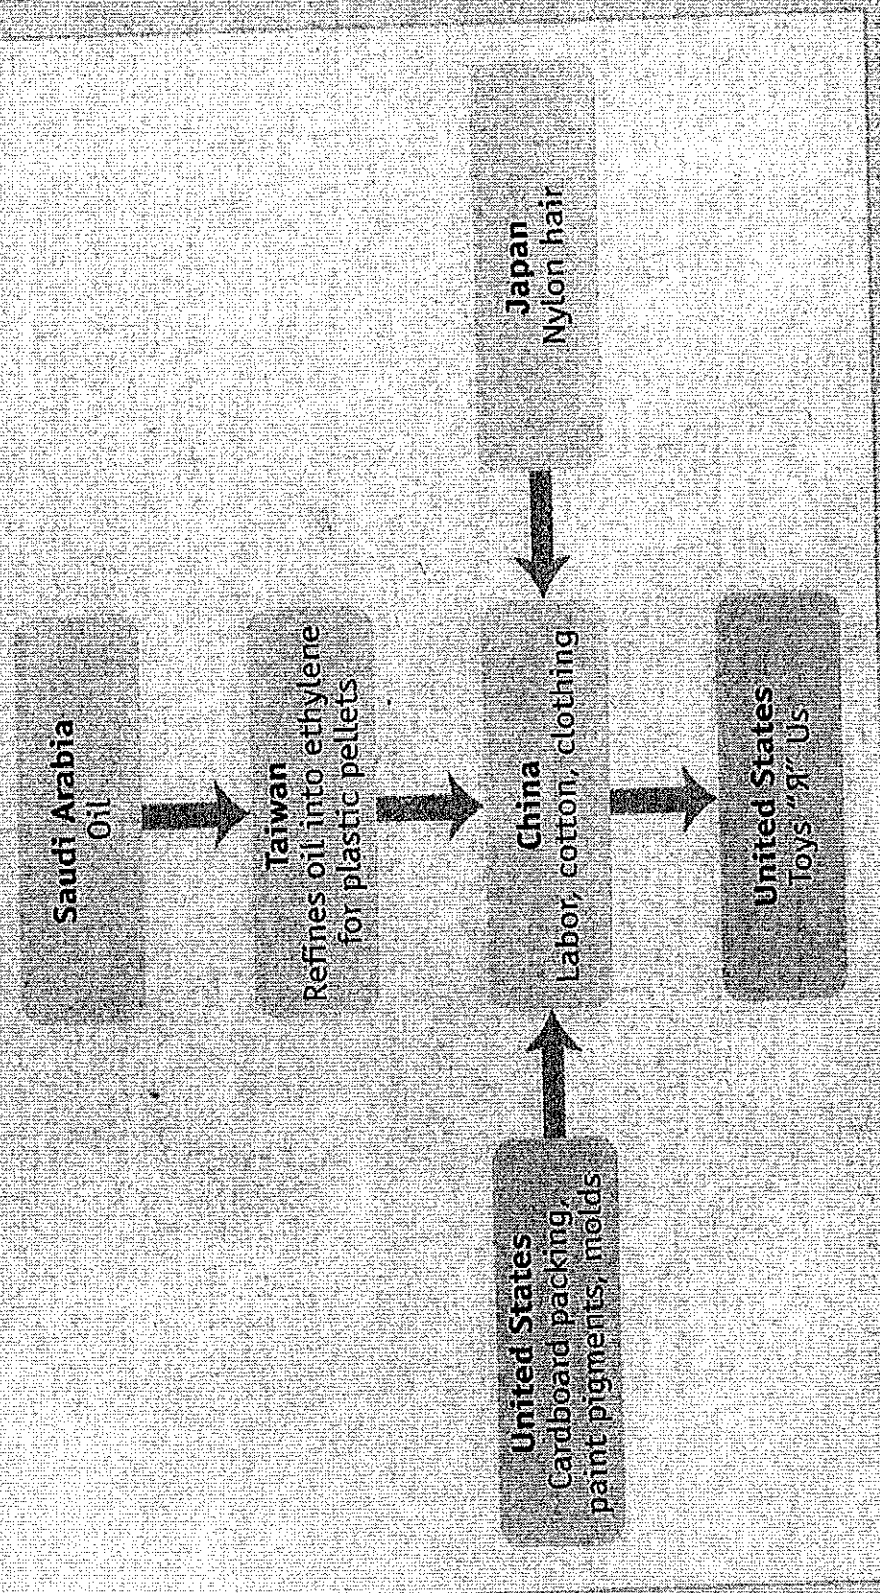 Saudi Arabia
Oil
Taiwan
Refines oil into ethylene
for plastic pellets
United States
Cardboard packing,
paint pigments, molds
China
Labor, cotton, clothing
Japan
Nylon hair
United States
Toys “Я” Us